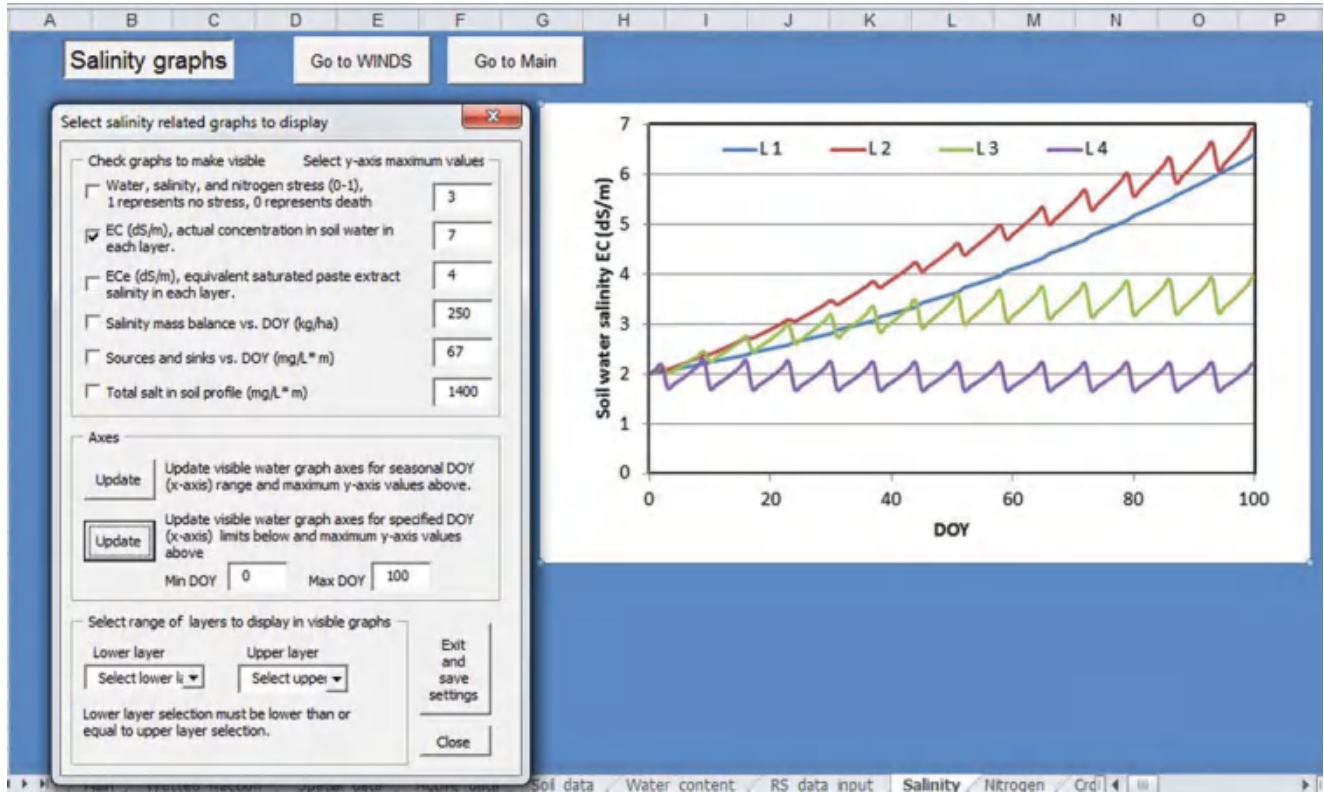 A B C D E F G H I J K L M N O P
Salinity graphs
Go to WINDS
Go to Main
Select salinity related graphs to display
Check graphs to make visible
Select y-axis maximum values
Water, salinity, and nitrogen stress (0-1),
1 represents no stress, 0 represents death
3
EC (dS/m), actual concentration in soil water in
each layer.
7
ECe (dS/m), equivalent saturated paste extract
salinity in each layer.
4
Salinity mass balance vs. DOY (kg/ha)
250
Sources and sinks vs. DOY (mg/L* m)
67
Total salt in soil profile (mg/L* m)
1400
Axes
Update
Update visible water graph axes for seasonal DOY
(x-axis) range and maximum y-axis values above.
Update
Update visible water graph axes for specified DOY
(x-axis) limits below and maximum y-axis values
above
Min DOY 0 Max DOY 100
Select range of layers to display in visible graphs
Lower layer
Upper layer
Select lower l
Select upper
Lower layer selection must be lower than or
equal to upper layer selection.
Exit
and
save
settings
Close
Soil water salinity EC (dS/m)
7
6
5
4
3
2
1
0
L 1 L 2 L 3 L 4
0 20 40 60 80 100
DOY
Soil data Water content RS data input Salinity Nitrogen